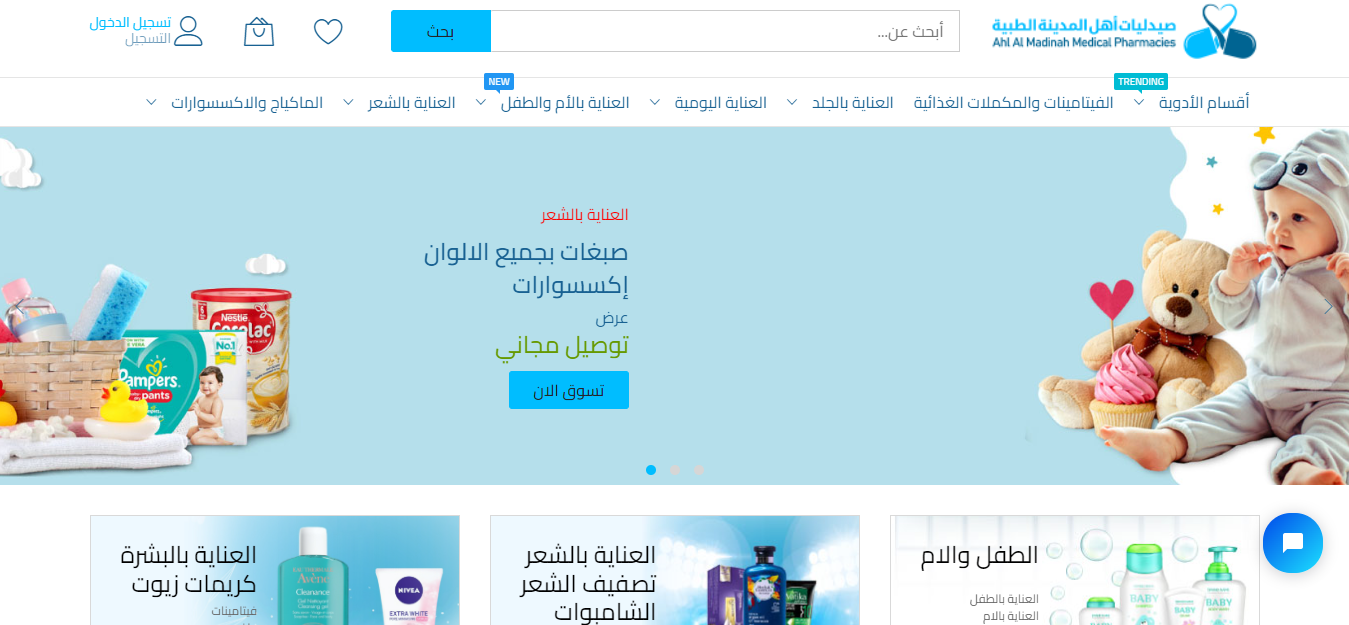 صيدليات أهل المدينة الطبية
Ahl Al Madinah Medical Pharmacies
أبحث عن...
بحث
تسجيل الدخول
التسجيل
TRENDING
NEW
أقسام الأدوية
الفيتامينات والمكملات الغذائية
العناية بالجلد
العناية اليومية
العناية بالأم والطفل
العناية بالشعر
الماكياج والاكسسوارات
العناية بالشعر
صبغات بجميع الالوان
إكسسوارات
عرض
توصيل مجاني
تسوق الان
Nestle
Cerelac
No.1
Pampers
pants
الطفل والام
العناية بالطفل
العناية بالام
BABY
BABY
BABY
العناية بالشعر
تصفيف الشعر
الشامبوات
العناية بالبشرة
كريمات زيوت
فيتامينات
Avène
Cleanance
NIVEA
EXTRA WHITE